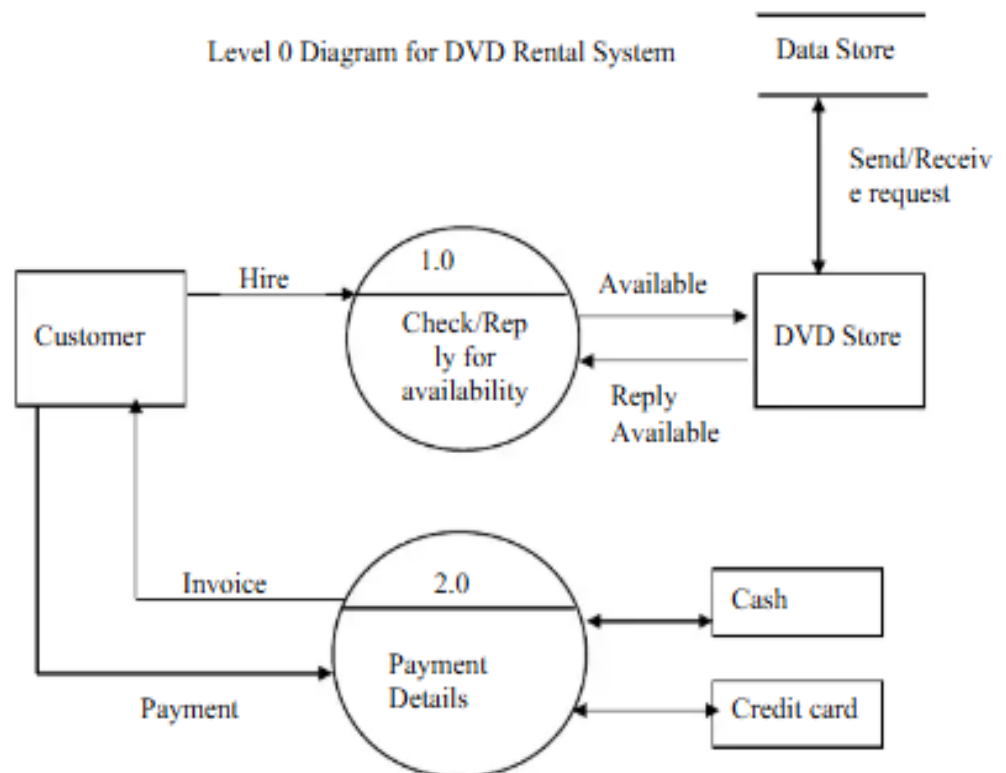 Level 0 Diagram for DVD Rental System
Data Store
Send/Receiv
e request
1.0
Hire
Available
Customer
Check/Rep
ly for
availability
DVD Store
Reply
Available
Invoice
2.0
Cash
Payment
Details
Payment
Credit card